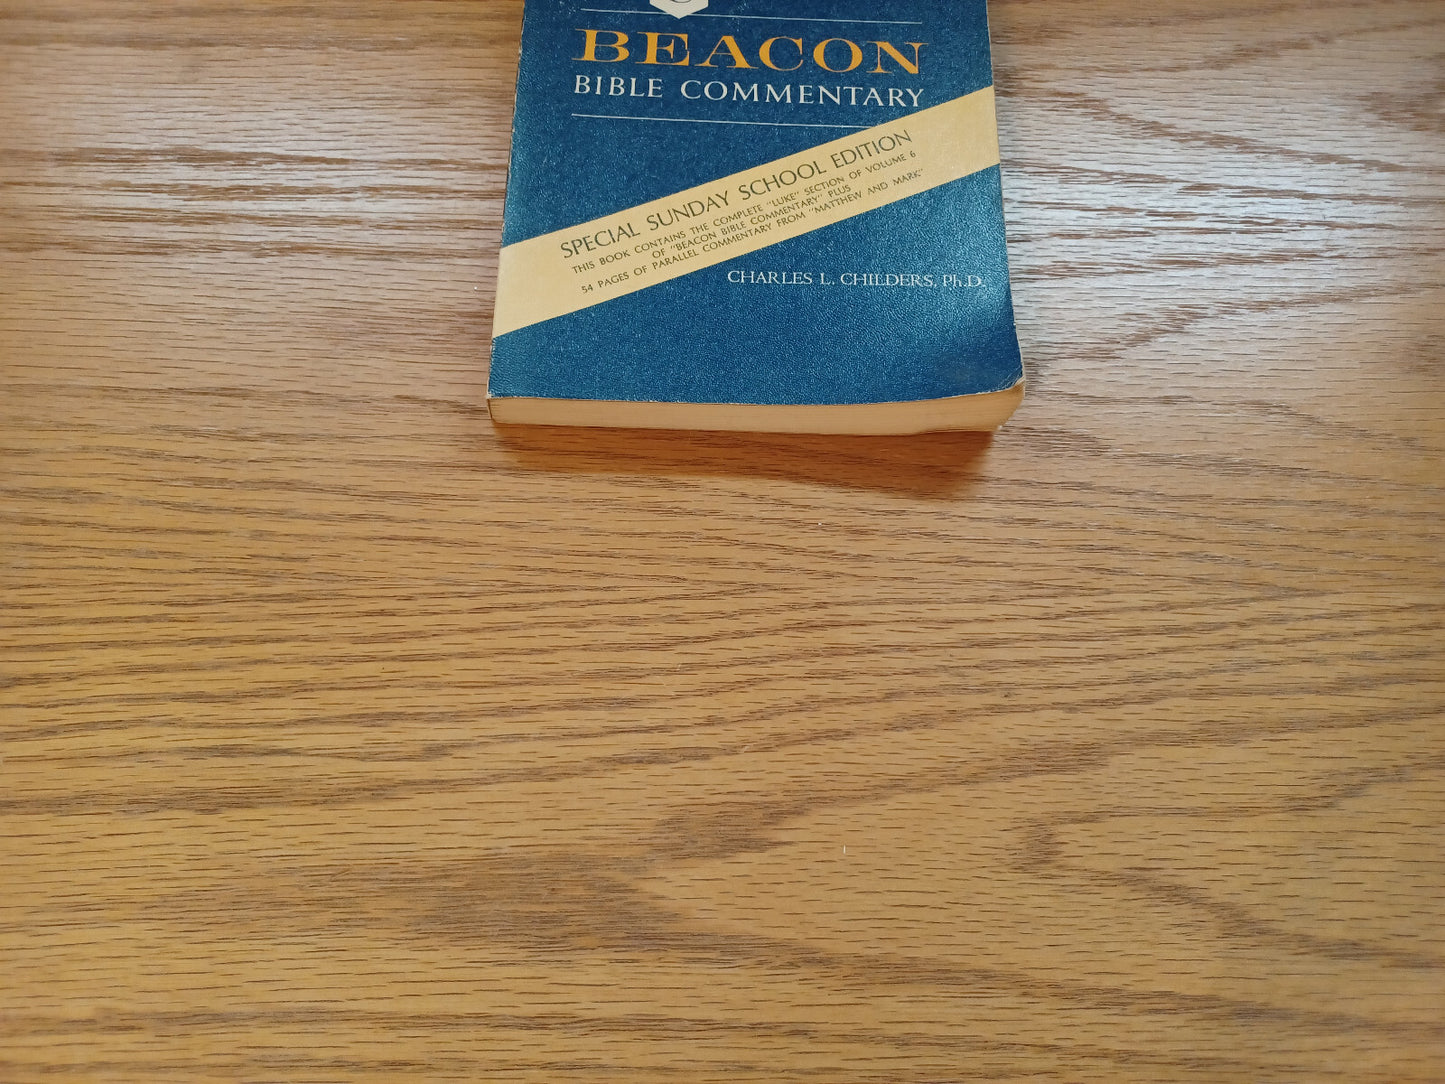 BEACON
BIBLE COMMENTARY
SPECIAL SUNDAY SCHOOL EDITION
THIS BOOK CONTAINS THE COMPLETE "LUKE" SECTION OF VOLUME 6
OF "BEACON BIBLE COMMENTARY" PLUS
54 PAGES OF PARALLEL COMMENTARY FROM "MATTHEW AND MARK"
CHARLES L. CHILDERS, Ph.D.